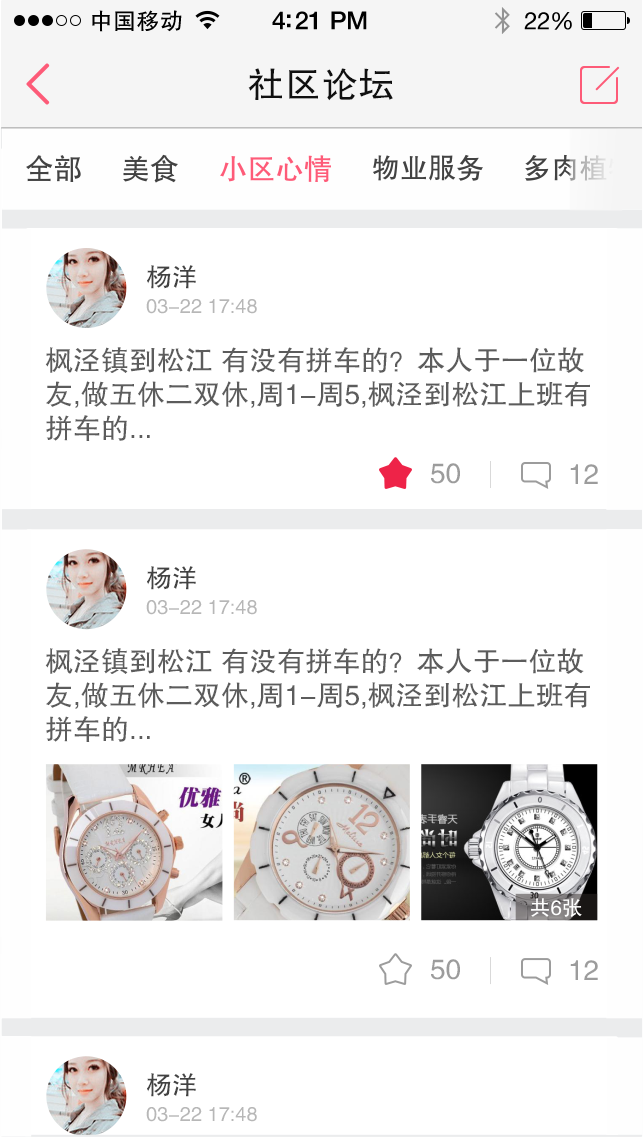 中国移动 4:21 PM 22%
社区论坛
全部 美食 小区心情 物业服务 多肉植
杨洋
03-22 17:48
枫泾镇到松江 有没有拼车的？本人于一位故
友,做五休二双休,周1-周5,枫泾到松江上班有
拼车的...
50 12
杨洋
03-22 17:48
枫泾镇到松江 有没有拼车的？本人于一位故
友,做五休二双休,周1-周5,枫泾到松江上班有
拼车的...
MKHEA
优雅
女
®
尚
12
共6张
50 12
杨洋
03-22 17:48